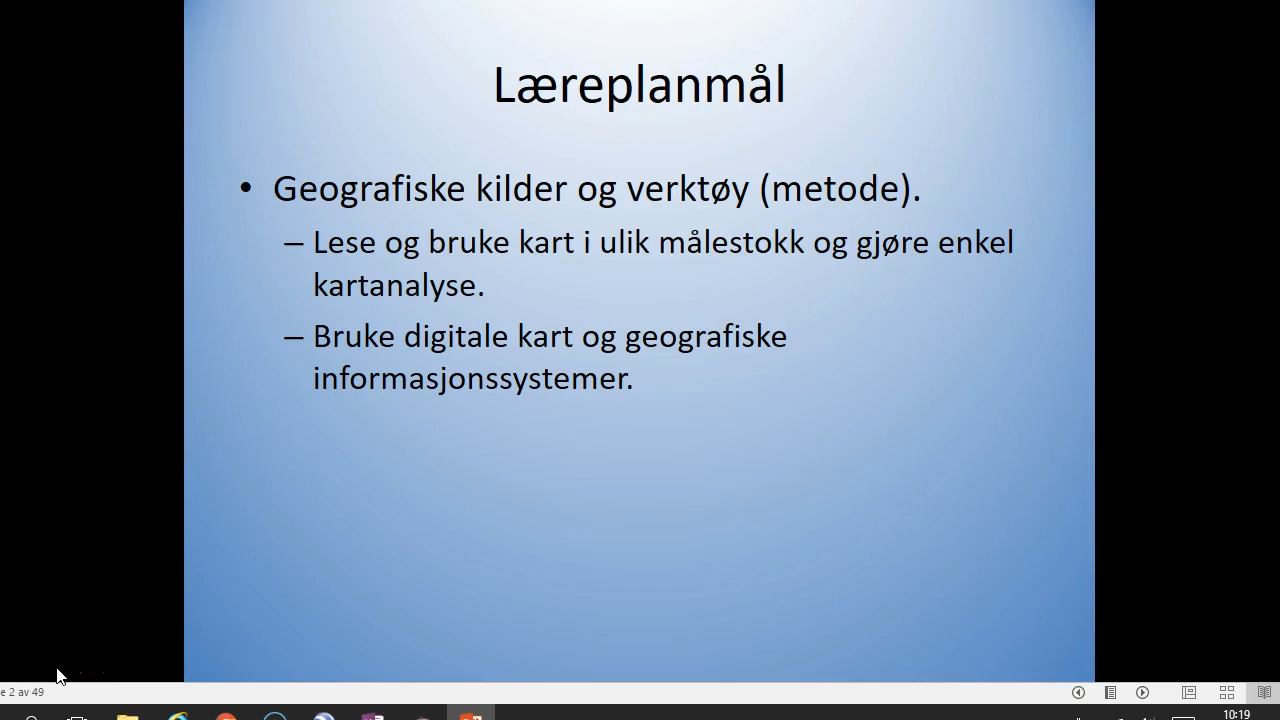 Læreplanmål
• Geografiske kilder og verktøy (metode).
– Lese og bruke kart i ulik målestokk og gjøre enkel
kartanalyse.
– Bruke digitale kart og geografiske
informasjonssystemer.
e 2 av 49
10:19